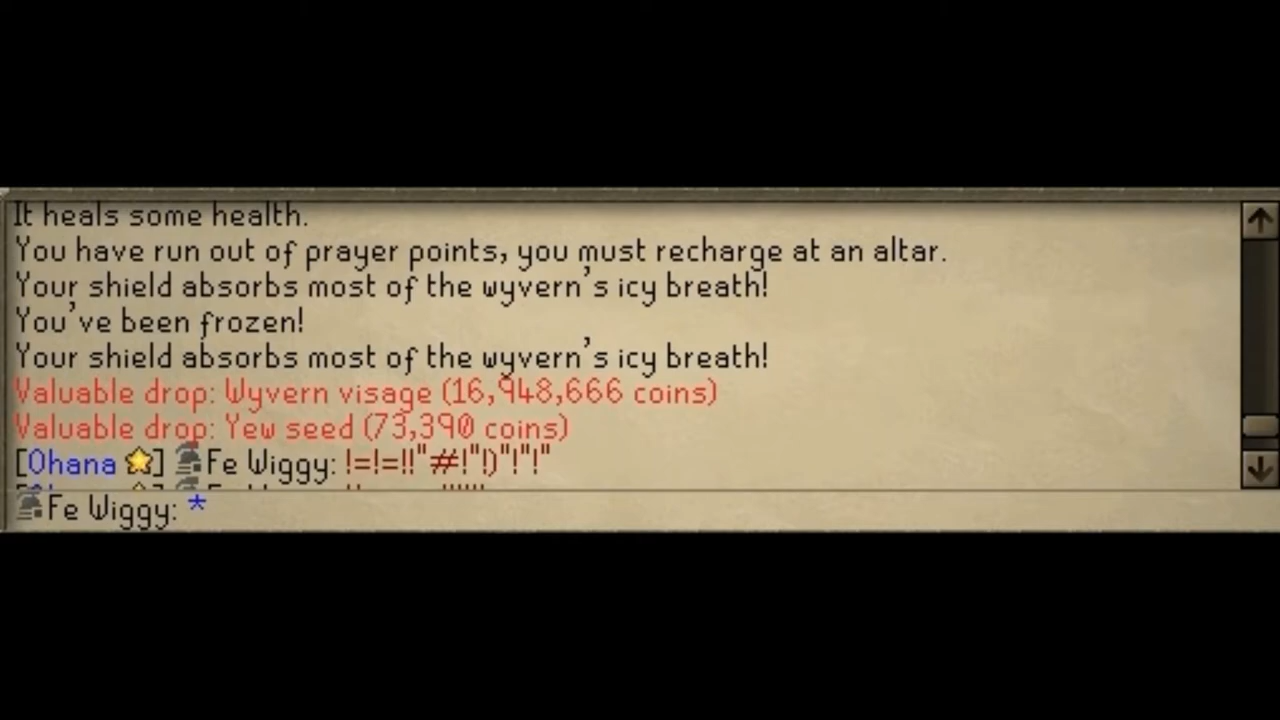 It heals some health.
You have run out of prayer points, you must recharge at an altar.
Your shield absorbs most of the wyvern's icy breath!
You've been frozen!
Your shield absorbs most of the wyvern's icy breath!
Valuable drop: Wyvern visage (16,948,666 coins)
Valuable drop: Yew seed (73,390 coins)
[Ohana ] Fe Wiggy: !=!=!!"#!"!)"!"!"
Fe Wiggy: *